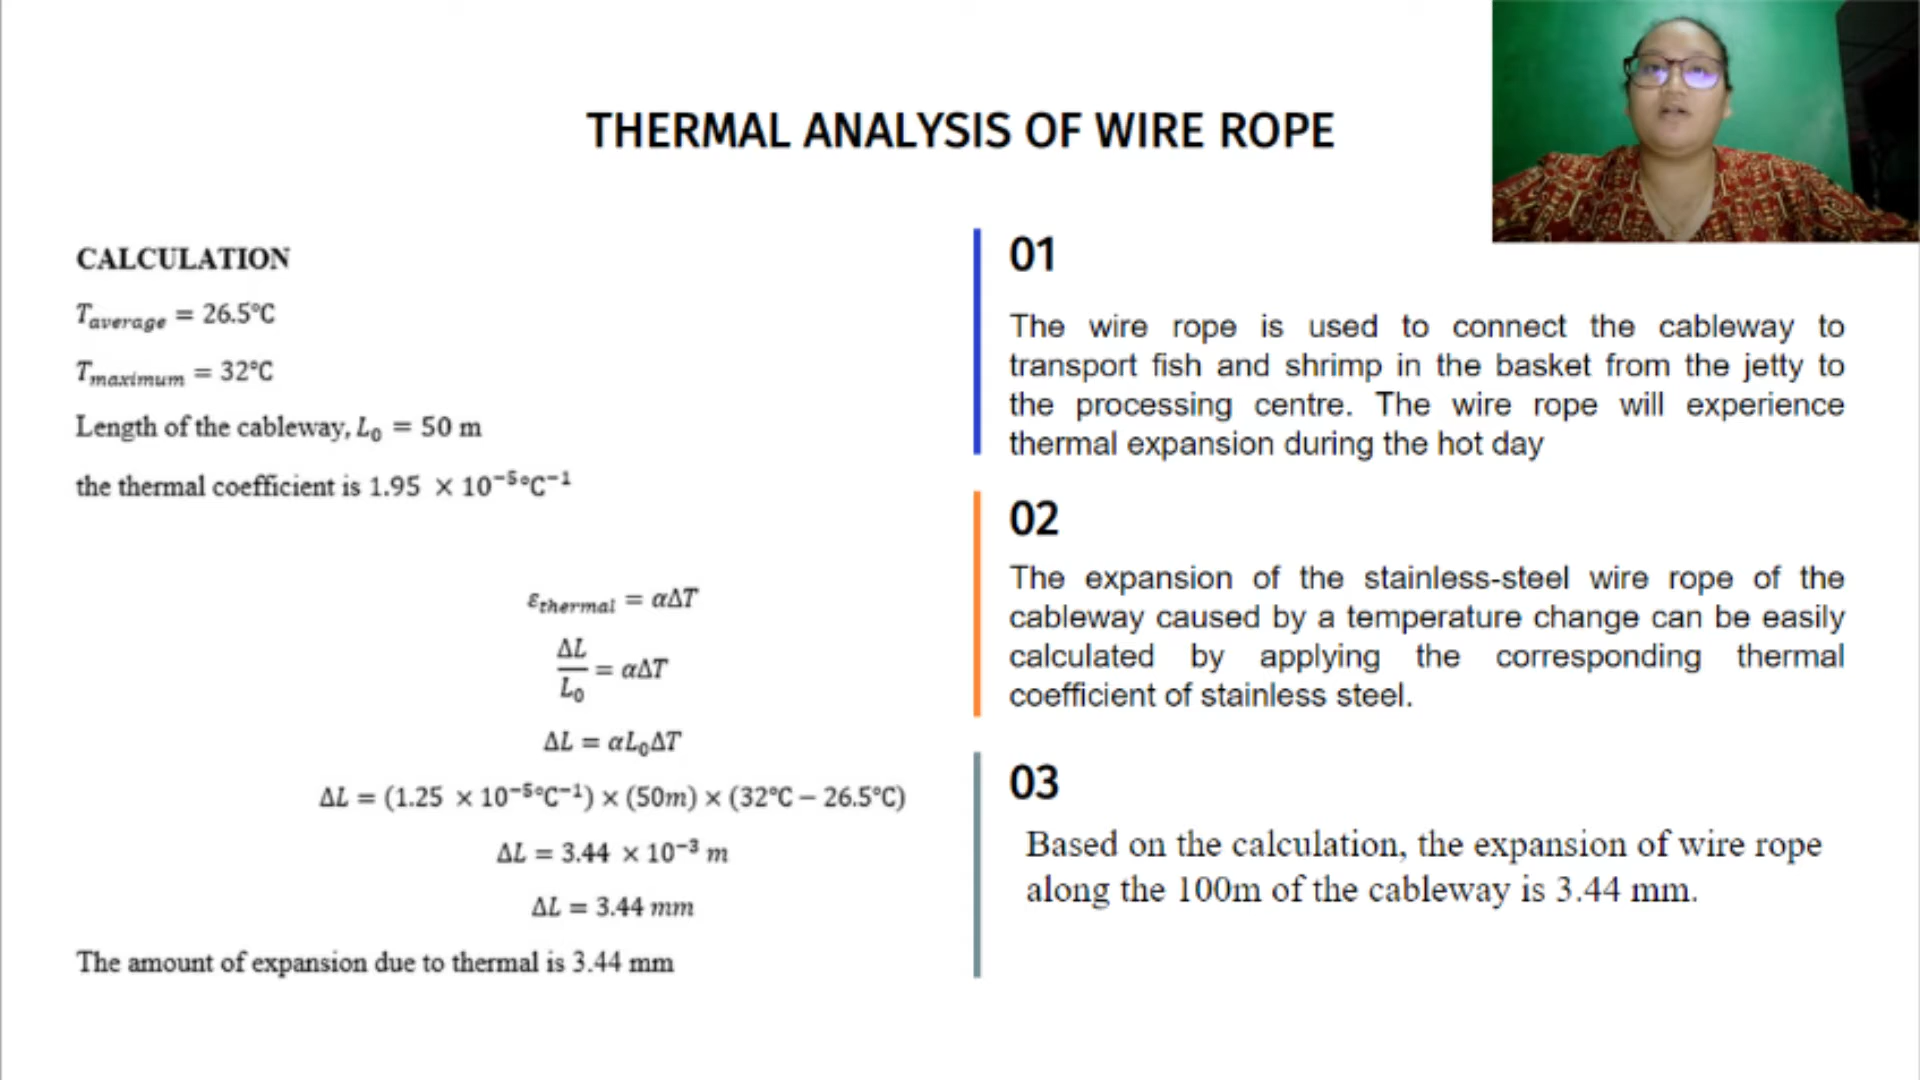 THERMAL ANALYSIS OF WIRE ROPE
CALCULATION
T_average = 26.5°C
T_maximum = 32°C
Length of the cableway, L₀ = 50 m
the thermal coefficient is 1.95 × 10⁻⁵°C⁻¹
ε_thermal = αΔT
ΔL/L₀ = αΔT
ΔL = αL₀ΔT
ΔL = (1.25 × 10⁻⁵°C⁻¹) × (50m) × (32°C − 26.5°C)
ΔL = 3.44 × 10⁻³ m
ΔL = 3.44 mm
The amount of expansion due to thermal is 3.44 mm
01
The wire rope is used to connect the cableway to
transport fish and shrimp in the basket from the jetty to
the processing centre. The wire rope will experience
thermal expansion during the hot day
02
The expansion of the stainless-steel wire rope of the
cableway caused by a temperature change can be easily
calculated by applying the corresponding thermal
coefficient of stainless steel.
03
Based on the calculation, the expansion of wire rope
along the 100m of the cableway is 3.44 mm.